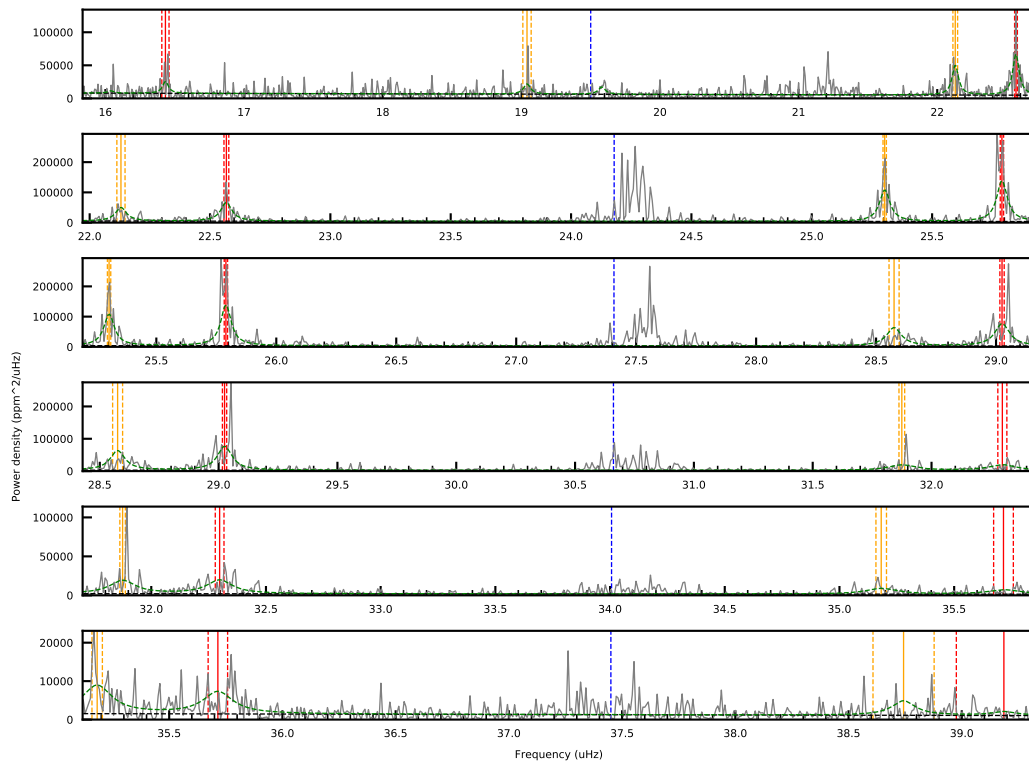 100000
50000
0
16 17 18 19 20 21 22
200000
100000
0
22.0 22.5 23.0 23.5 24.0 24.5 25.0 25.5
200000
100000
0
25.5 26.0 26.5 27.0 27.5 28.0 28.5 29.0
Power density (ppm^2/uHz)
200000
100000
0
28.5 29.0 29.5 30.0 30.5 31.0 31.5 32.0
100000
50000
0
32.0 32.5 33.0 33.5 34.0 34.5 35.0 35.5
20000
10000
0
35.5 36.0 36.5 37.0 37.5 38.0 38.5 39.0
Frequency (uHz)